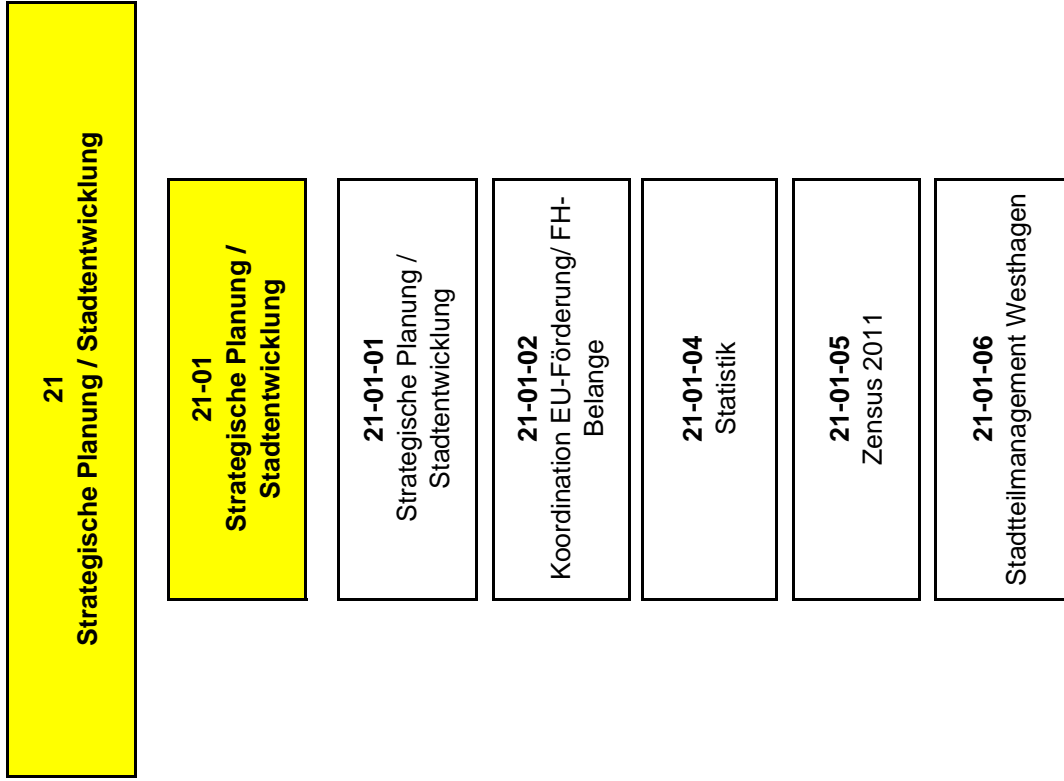 21
Strategische Planung / Stadtentwicklung
21-01
Strategische Planung /
Stadtentwicklung
21-01-01
Strategische Planung /
Stadtentwicklung
21-01-02
Koordination EU-Förderung/ FH-
Belange
21-01-04
Statistik
21-01-05
Zensus 2011
21-01-06
Stadtteilmanagement Westhagen